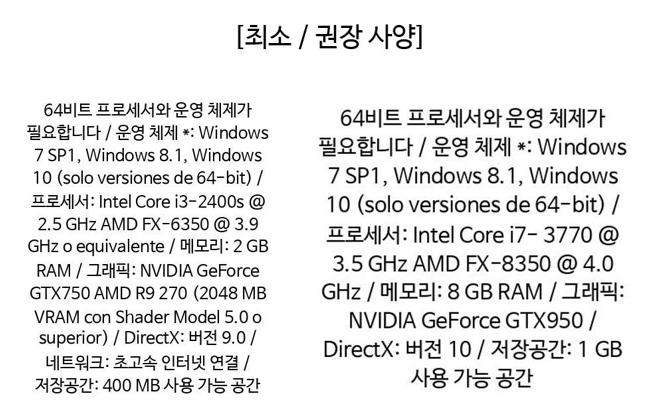 [최소 / 권장 사양]
64비트 프로세서와 운영 체제가
필요합니다 / 운영 체제 *: Windows
7 SP1, Windows 8.1, Windows
10 (solo versiones de 64-bit) /
프로세서: Intel Core i3-2400s @
2.5 GHz AMD FX-6350 @ 3.9
GHz o equivalente / 메모리: 2 GB
RAM / 그래픽: NVIDIA GeForce
GTX750 AMD R9 270 (2048 MB
VRAM con Shader Model 5.0 o
superior) / DirectX: 버전 9.0 /
네트워크: 초고속 인터넷 연결 /
저장공간: 400 MB 사용 가능 공간
64비트 프로세서와 운영 체제가
필요합니다 / 운영 체제 *: Windows
7 SP1, Windows 8.1, Windows
10 (solo versiones de 64-bit) /
프로세서: Intel Core i7- 3770 @
3.5 GHz AMD FX-8350 @ 4.0
GHz / 메모리: 8 GB RAM / 그래픽:
NVIDIA GeForce GTX950 /
DirectX: 버전 10 / 저장공간: 1 GB
사용 가능 공간